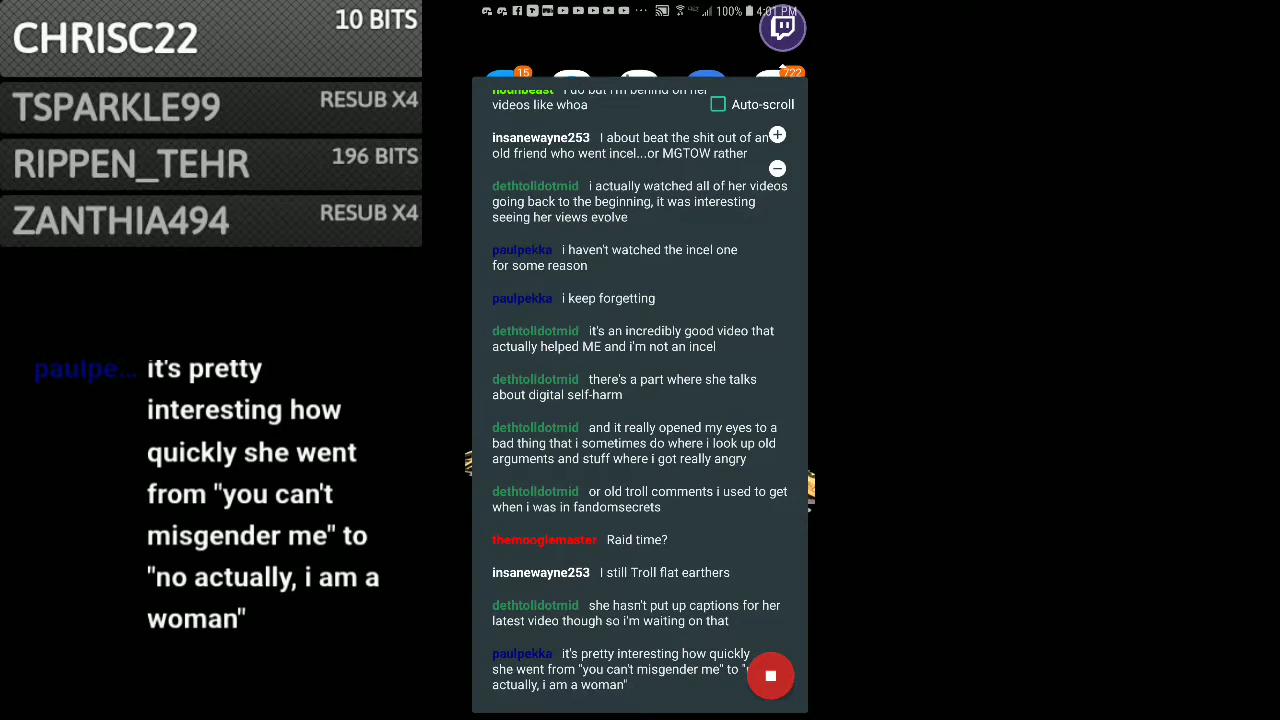 CHRISC22
10 BITS
TSPARKLE99
RESUB X4
RIPPEN_TEHR
196 BITS
ZANTHIA494
RESUB X4
paulpe... it's pretty
interesting how
quickly she went
from "you can't
misgender me" to
"no actually, i am a
woman"
... 100% 4:01 PM
15
722
houndbeast I do but I'm behind on her
videos like whoa
Auto-scroll
insanewayne253 I about beat the shit out of an
old friend who went incel...or MGTOW rather
dethtolldotmid i actually watched all of her videos
going back to the beginning, it was interesting
seeing her views evolve
paulpekka i haven't watched the incel one
for some reason
paulpekka i keep forgetting
dethtolldotmid it's an incredibly good video that
actually helped ME and i'm not an incel
dethtolldotmid there's a part where she talks
about digital self-harm
dethtolldotmid and it really opened my eyes to a
bad thing that i sometimes do where i look up old
arguments and stuff where i got really angry
dethtolldotmid or old troll comments i used to get
when i was in fandomsecrets
themooglemaster Raid time?
insanewayne253 I still Troll flat earthers
dethtolldotmid she hasn't put up captions for her
latest video though so i'm waiting on that
paulpekka it's pretty interesting how quickly
she went from "you can't misgender me" to
actually, i am a woman"